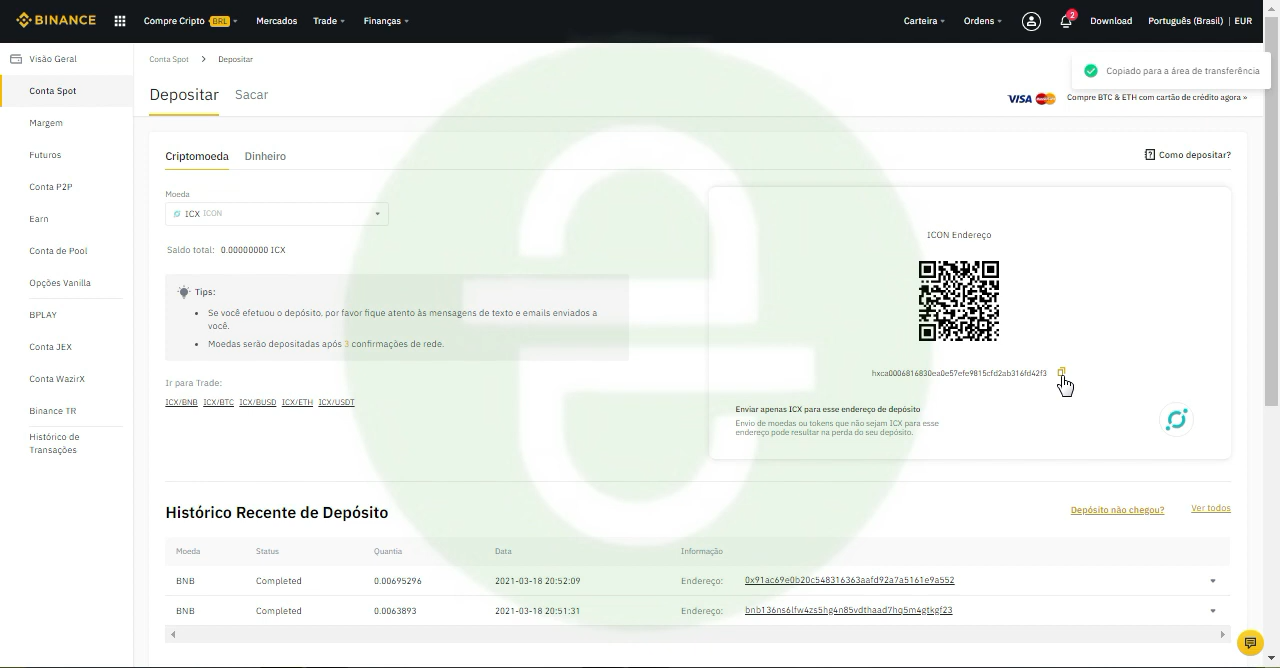 BINANCE Compre Cripto BRL Mercados Trade Finanças Carteira Ordens 2 Download Português (Brasil) | EUR
Visão Geral
Conta Spot
Margem
Futuros
Conta P2P
Earn
Conta de Pool
Opções Vanilla
BPLAY
Conta JEX
Conta WazirX
Binance TR
Histórico de
Transações
Conta Spot > Depositar
Copiado para a área de transferência
Depositar Sacar
VISA Compre BTC & ETH com cartão de crédito agora »
Criptomoeda Dinheiro
Como depositar?
Moeda
ICX ICON
Saldo total: 0.00000000 ICX
Tips:
• Se você efetuou o depósito, por favor fique atento às mensagens de texto e emails enviados a
você.
• Moedas serão depositadas após 3 confirmações de rede.
Ir para Trade:
ICX/BNB ICX/BTC ICX/BUSD ICX/ETH ICX/USDT
ICON Endereço
hxca0006816830ea0e57efe9815cfd2ab316fd42f3
Enviar apenas ICX para esse endereço de depósito
Envio de moedas ou tokens que não sejam ICX para esse
endereço pode resultar na perda do seu depósito.
Histórico Recente de Depósito
Depósito não chegou? Ver todos
Moeda Status Quantia Data Informação
BNB Completed 0.00695296 2021-03-18 20:52:09 Endereço: 0x91ac69e0b20c548316363aafd92a7a5161e9a552
BNB Completed 0.0063893 2021-03-18 20:51:31 Endereço: bnb136ns6lfw4zs5hg4n85vdthaad7hq5m4gtkgf23